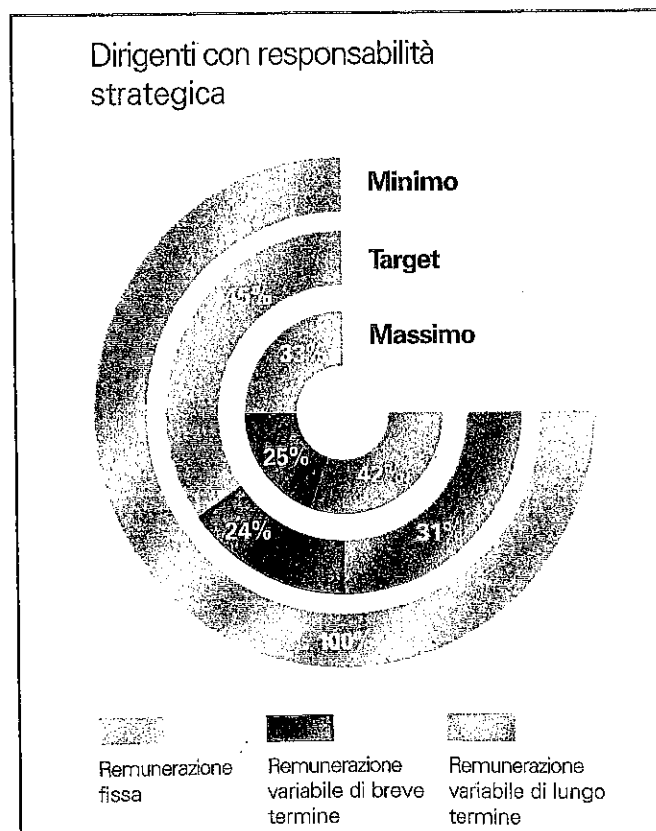 Dirigenti con responsabilità
strategica
Minimo
Target
Massimo
33%
25%
42%
24%
31%
100%
Remunerazione
fissa
Remunerazione
variabile di breve
termine
Remunerazione
variabile di lungo
termine